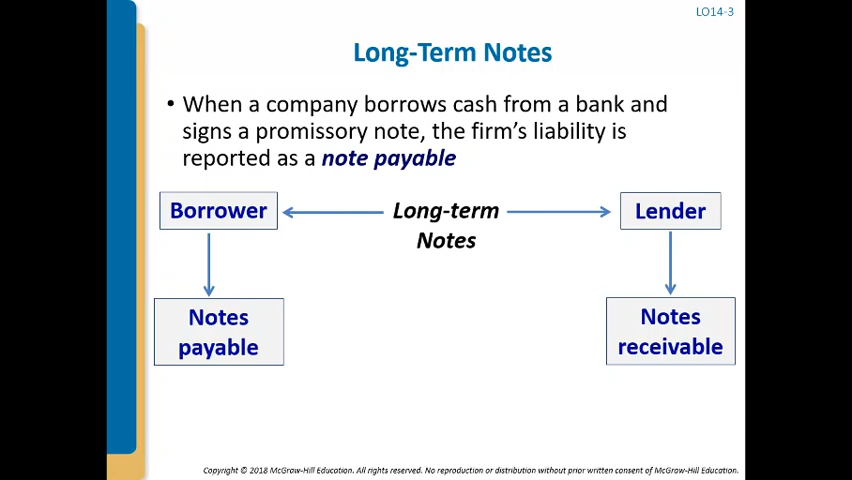 LO14-3
Long-Term Notes
• When a company borrows cash from a bank and
signs a promissory note, the firm's liability is
reported as a note payable
Borrower
Long-term
Notes
Lender
Notes
payable
Notes
receivable
Copyright © 2018 McGraw-Hill Education. All rights reserved. No reproduction or distribution without prior written consent of McGraw-Hill Education.